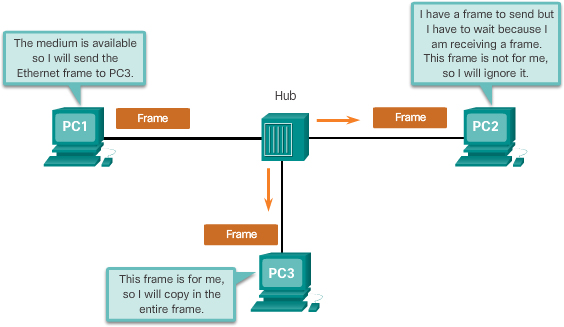 The medium is available
so I will send the
Ethernet frame to PC3.
I have a frame to send but
I have to wait because I
am receiving a frame.
This frame is not for me,
so I will ignore it.
Hub
PC1
Frame
Frame
PC2
Frame
PC3
This frame is for me,
so I will copy in the
entire frame.